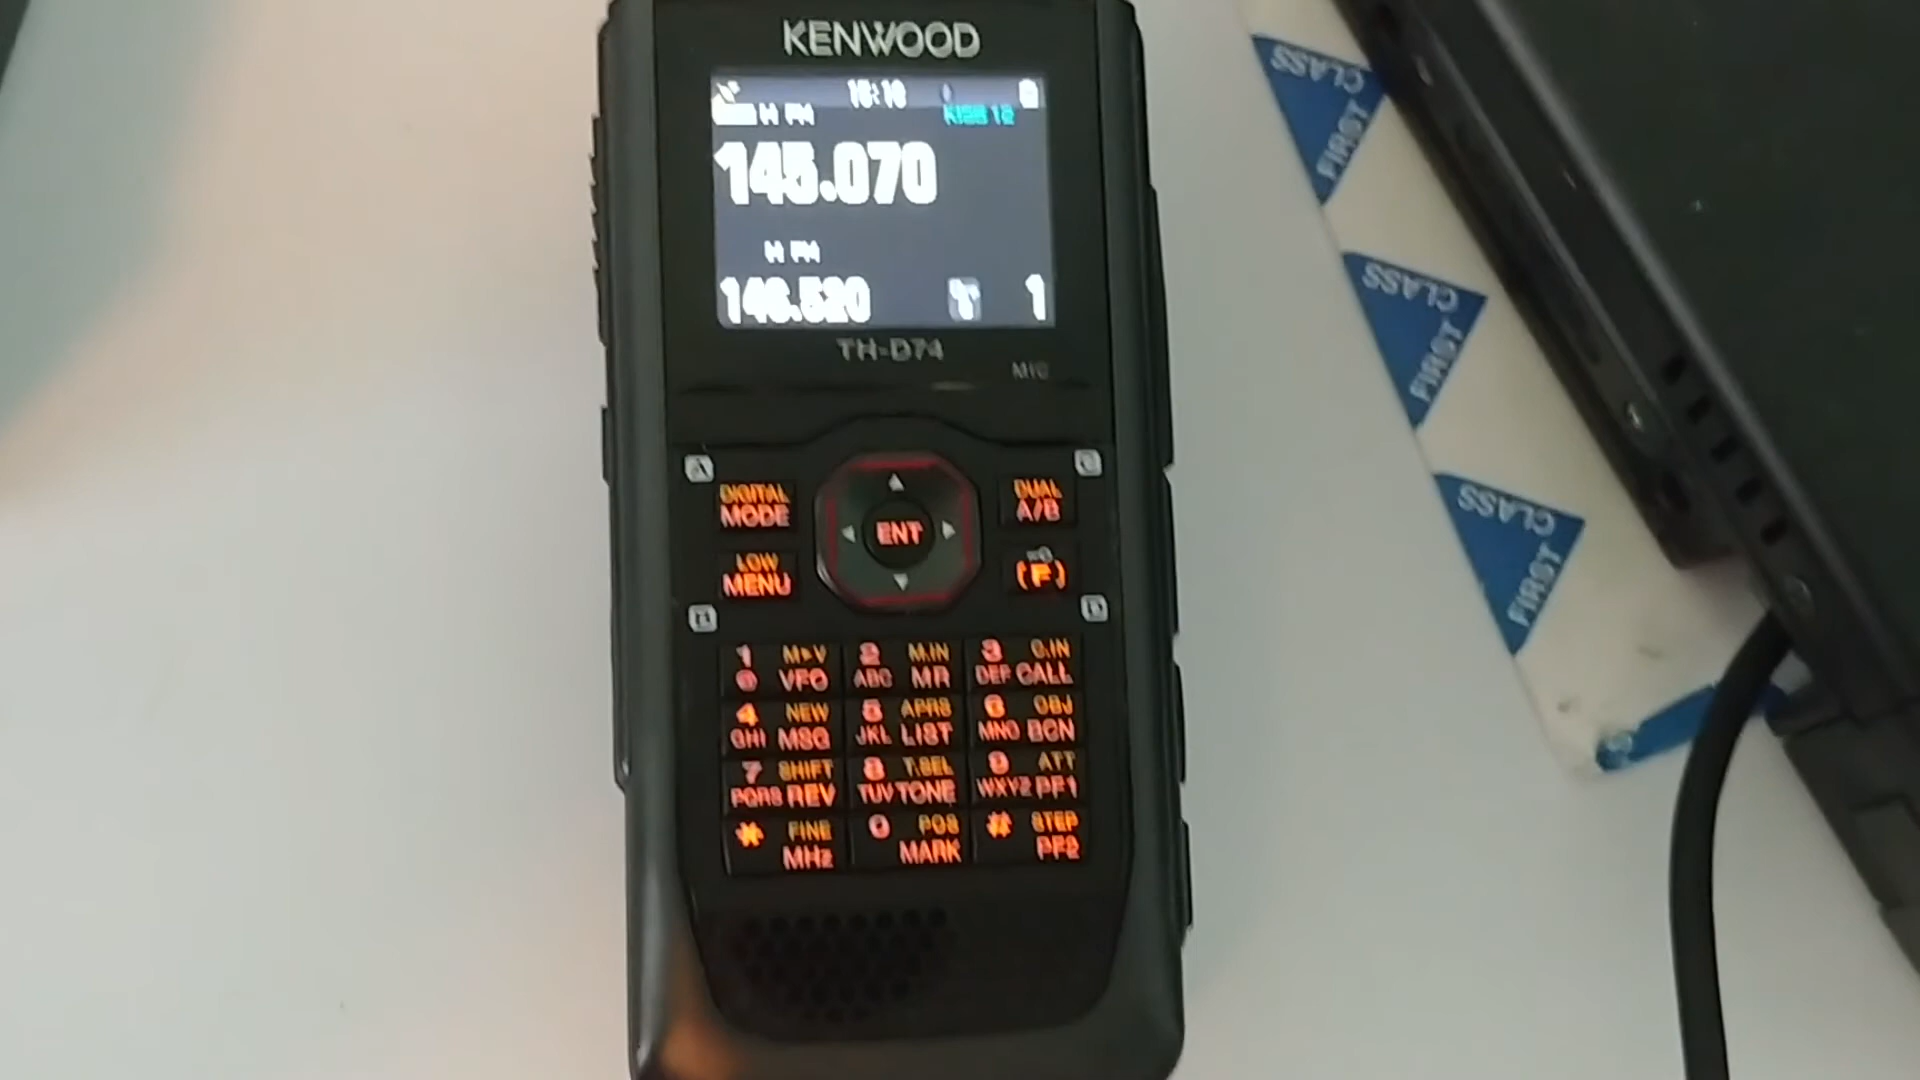 KENWOOD
H FM KISS 12
145.070
H FM
146.520 1
TH-D74
MIC
A C
DIGITAL DUAL
MODE A/B
ENT
LOW
MENU (F)
B D
1 M▶V 2 M.IN 3 C.IN
@ VFO ABC MR DEF CALL
4 NEW 5 APRS 6 OBJ
GHI MSG JKL LIST MNO BCN
7 SHIFT 8 T.SEL 9 ATT
PQRS REV TUV TONE WXYZ PF1
* FINE 0 POS # STEP
MHz MARK PF2
FIRST CLASS
FIRST CLASS
FIRST CLASS